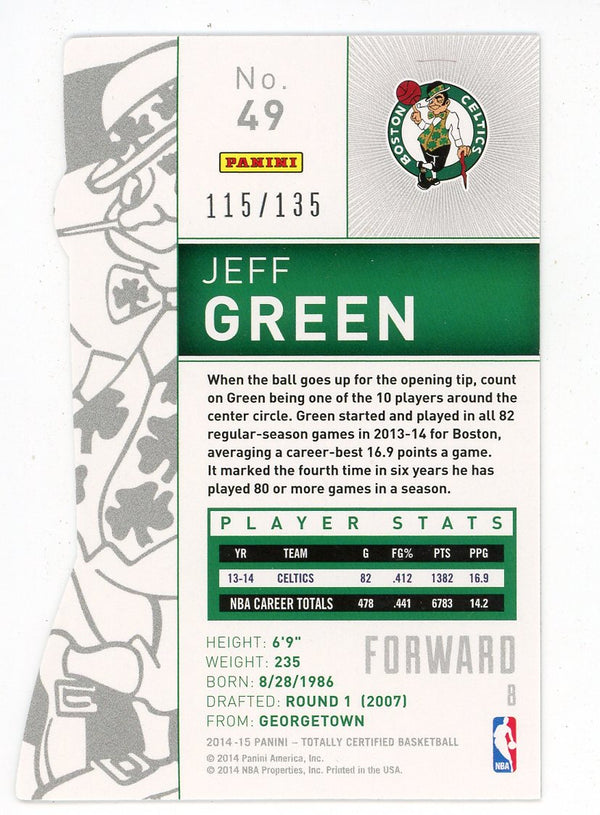 No.
49
PANINI
115/135
BOSTON CELTICS
JEFF
GREEN
When the ball goes up for the opening tip, count
on Green being one of the 10 players around the
center circle. Green started and played in all 82
regular-season games in 2013-14 for Boston,
averaging a career-best 16.9 points a game.
It marked the fourth time in six years he has
played 80 or more games in a season.
PLAYER STATS
YR TEAM G FG% PTS PPG
13-14 CELTICS 82 .412 1382 16.9
NBA CAREER TOTALS 478 .441 6783 14.2
HEIGHT: 6'9"
WEIGHT: 235
BORN: 8/28/1986
DRAFTED: ROUND 1 (2007)
FROM: GEORGETOWN
FORWARD
8
2014-15 PANINI – TOTALLY CERTIFIED BASKETBALL
© 2014 Panini America, Inc.
© 2014 NBA Properties, Inc. Printed in the USA.
NBA